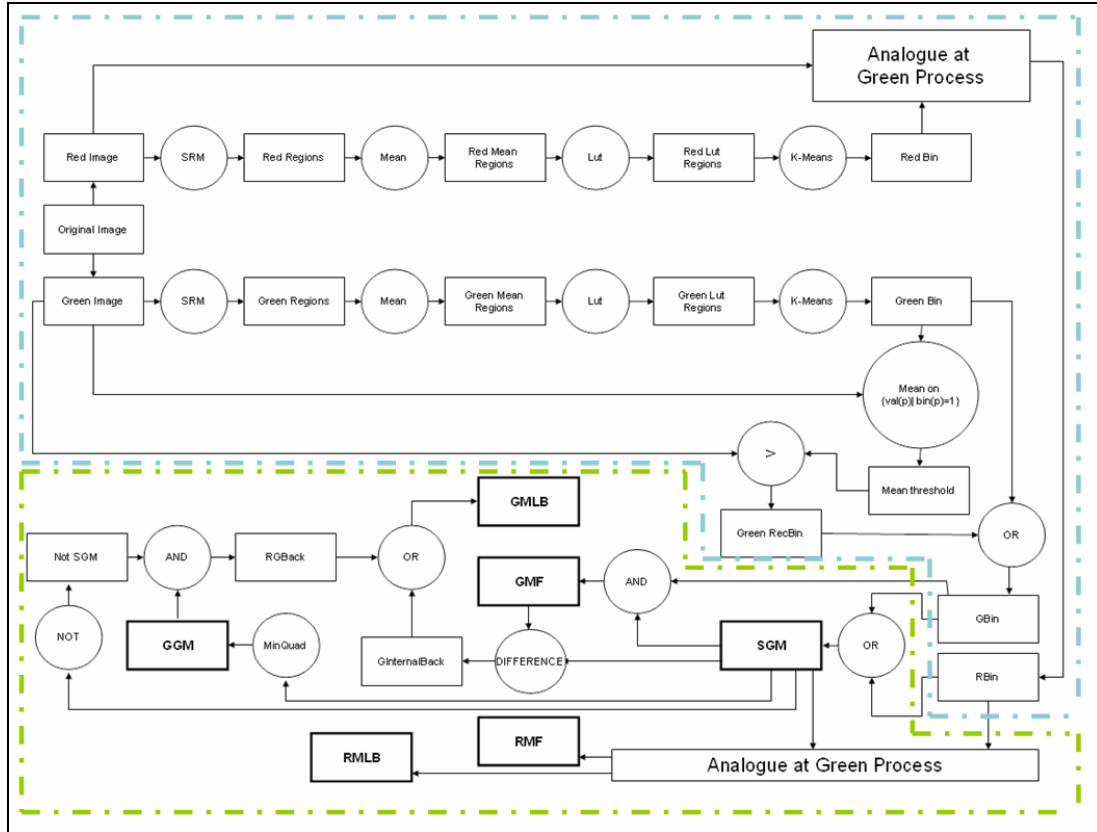 Analogue at
Green Process
Red Image
SRM
Red Regions
Mean
Red Mean
Regions
Lut
Red Lut
Regions
K-Means
Red Bin
Original Image
Green Image
SRM
Green Regions
Mean
Green Mean
Regions
Lut
Green Lut
Regions
K-Means
Green Bin
Mean on
{val(p)| bin(p)=1}
>
Mean threshold
GMLB
Green RecBin
OR
Not SGM
AND
RGBack
OR
GMF
AND
GBin
NOT
GGM
MinQuad
GInternalBack
DIFFERENCE
SGM
OR
RBin
RMF
RMLB
Analogue at Green Process